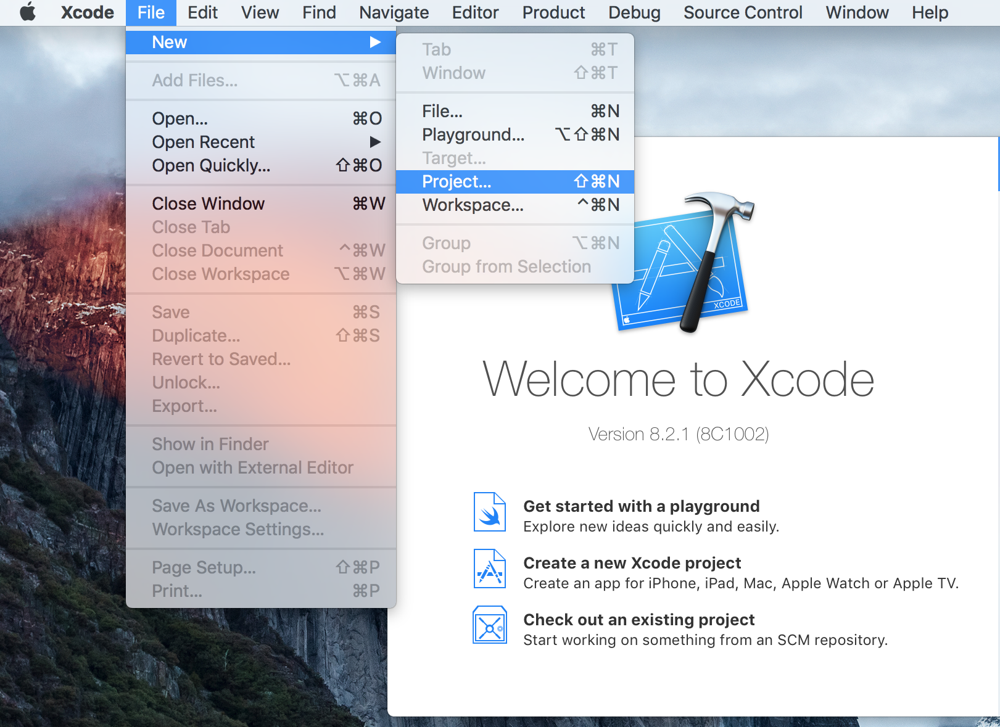 Xcode File Edit View Find Navigate Editor Product Debug Source Control Window Help
New ▶
Add Files... ⌥⌘A
Open... ⌘O
Open Recent ▶
Open Quickly... ⇧⌘O
Close Window ⌘W
Close Tab
Close Document ^⌘W
Close Workspace ⌥⌘W
Save ⌘S
Duplicate... ⇧⌘S
Revert to Saved...
Unlock...
Export...
Show in Finder
Open with External Editor
Save As Workspace...
Workspace Settings...
Page Setup... ⇧⌘P
Print... ⌘P
Tab ⌘T
Window ⇧⌘T
File... ⌘N
Playground... ⌥⇧⌘N
Target...
Project... ⇧⌘N
Workspace... ^⌘N
Group ⌥⌘N
Group from Selection
XCODE
Welcome to Xcode
Version 8.2.1 (8C1002)
Get started with a playground
Explore new ideas quickly and easily.
Create a new Xcode project
Create an app for iPhone, iPad, Mac, Apple Watch or Apple TV.
Check out an existing project
Start working on something from an SCM repository.